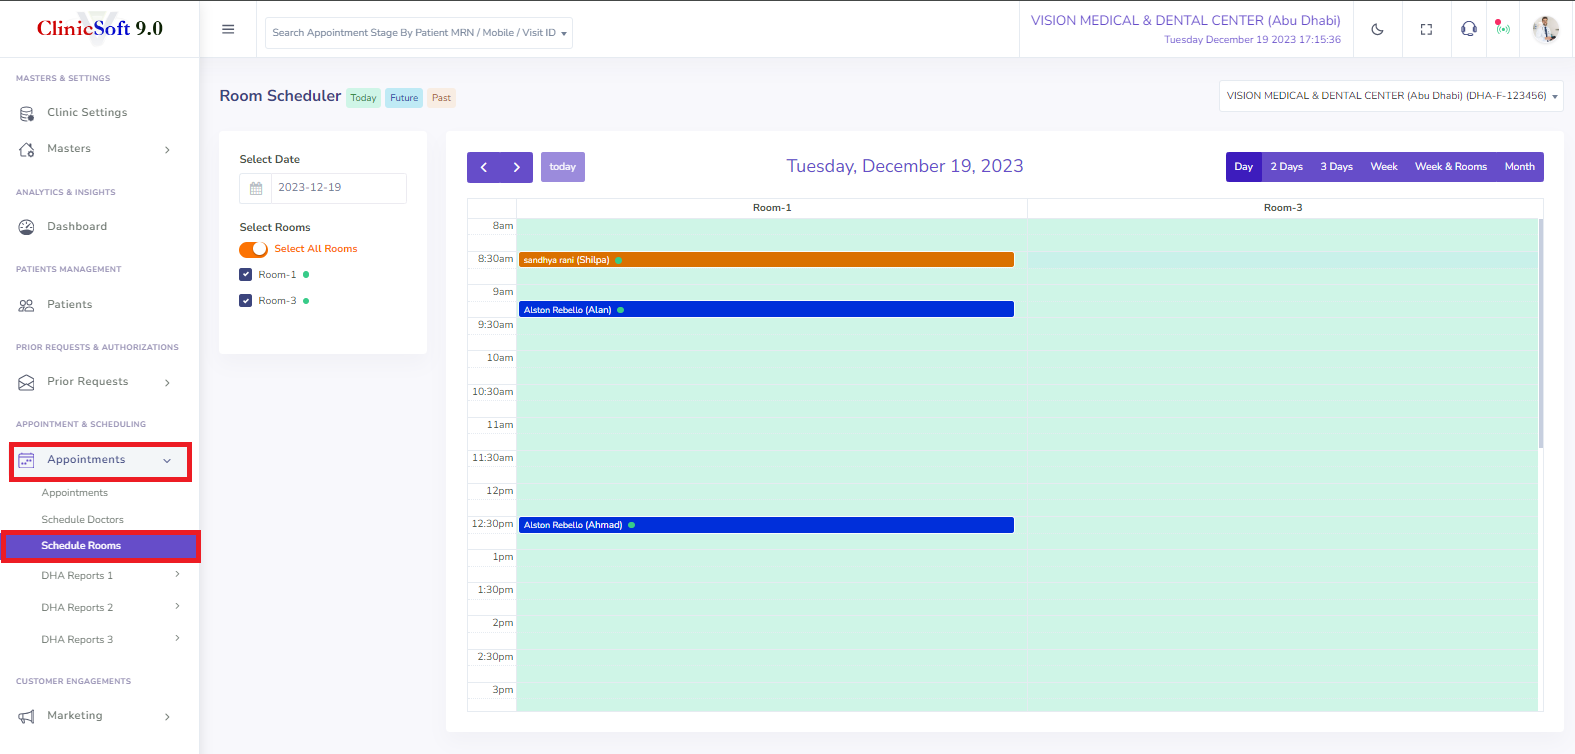 ClinicSoft 9.0
Search Appointment Stage By Patient MRN / Mobile / Visit ID
VISION MEDICAL & DENTAL CENTER (Abu Dhabi)
Tuesday December 19 2023 17:15:36
MASTERS & SETTINGS
Clinic Settings
Masters
ANALYTICS & INSIGHTS
Dashboard
PATIENTS MANAGEMENT
Patients
PRIOR REQUESTS & AUTHORIZATIONS
Prior Requests
APPOINTMENT & SCHEDULING
Appointments
Appointments
Schedule Doctors
Schedule Rooms
DHA Reports 1
DHA Reports 2
DHA Reports 3
CUSTOMER ENGAGEMENTS
Marketing
Room Scheduler Today Future Past
VISION MEDICAL & DENTAL CENTER (Abu Dhabi) (DHA-F-123456)
Select Date
2023-12-19
Select Rooms
Select All Rooms
Room-1
Room-3
today
Tuesday, December 19, 2023
Day 2 Days 3 Days Week Week & Rooms Month
Room-1 Room-3
8am
8:30am sandhya rani (Shilpa)
9am
Alston Rebello (Alan)
9:30am
10am
10:30am
11am
11:30am
12pm
12:30pm Alston Rebello (Ahmad)
1pm
1:30pm
2pm
2:30pm
3pm